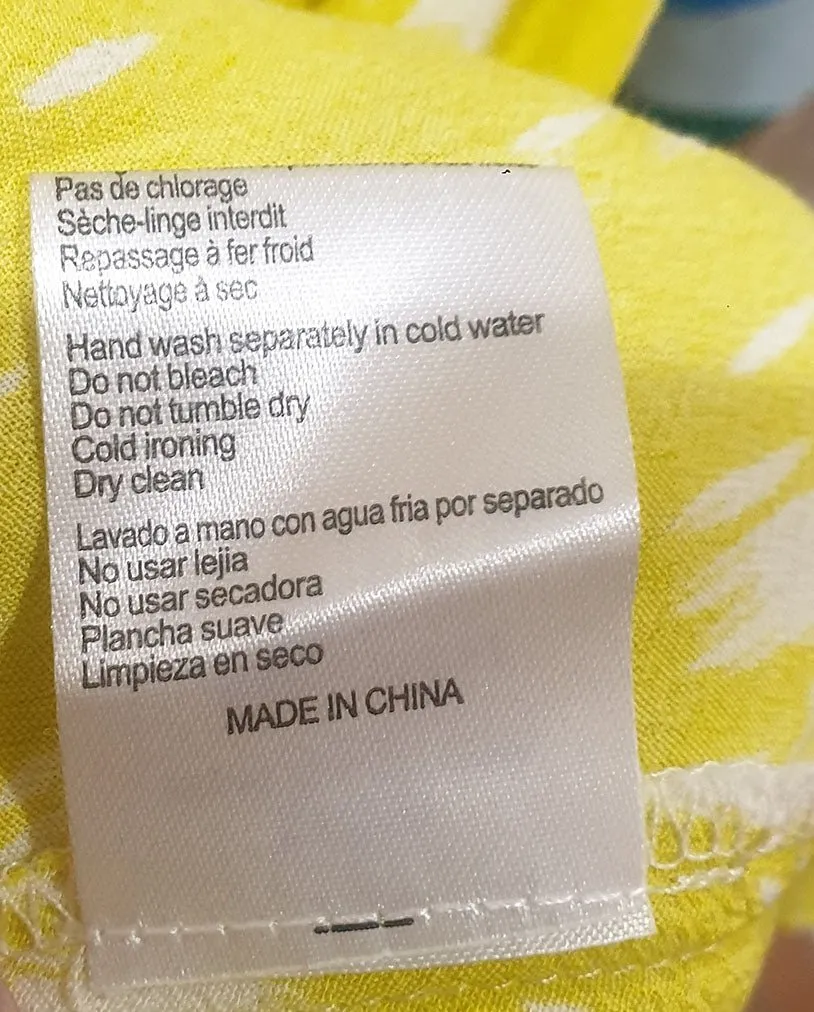 Pas de chlorage
Sèche-linge interdit
Repassage à fer froid
Nettoyage à sec
Hand wash separately in cold water
Do not bleach
Do not tumble dry
Cold ironing
Dry clean
Lavado a mano con agua fria por separado
No usar lejia
No usar secadora
Plancha suave
Limpieza en seco
MADE IN CHINA